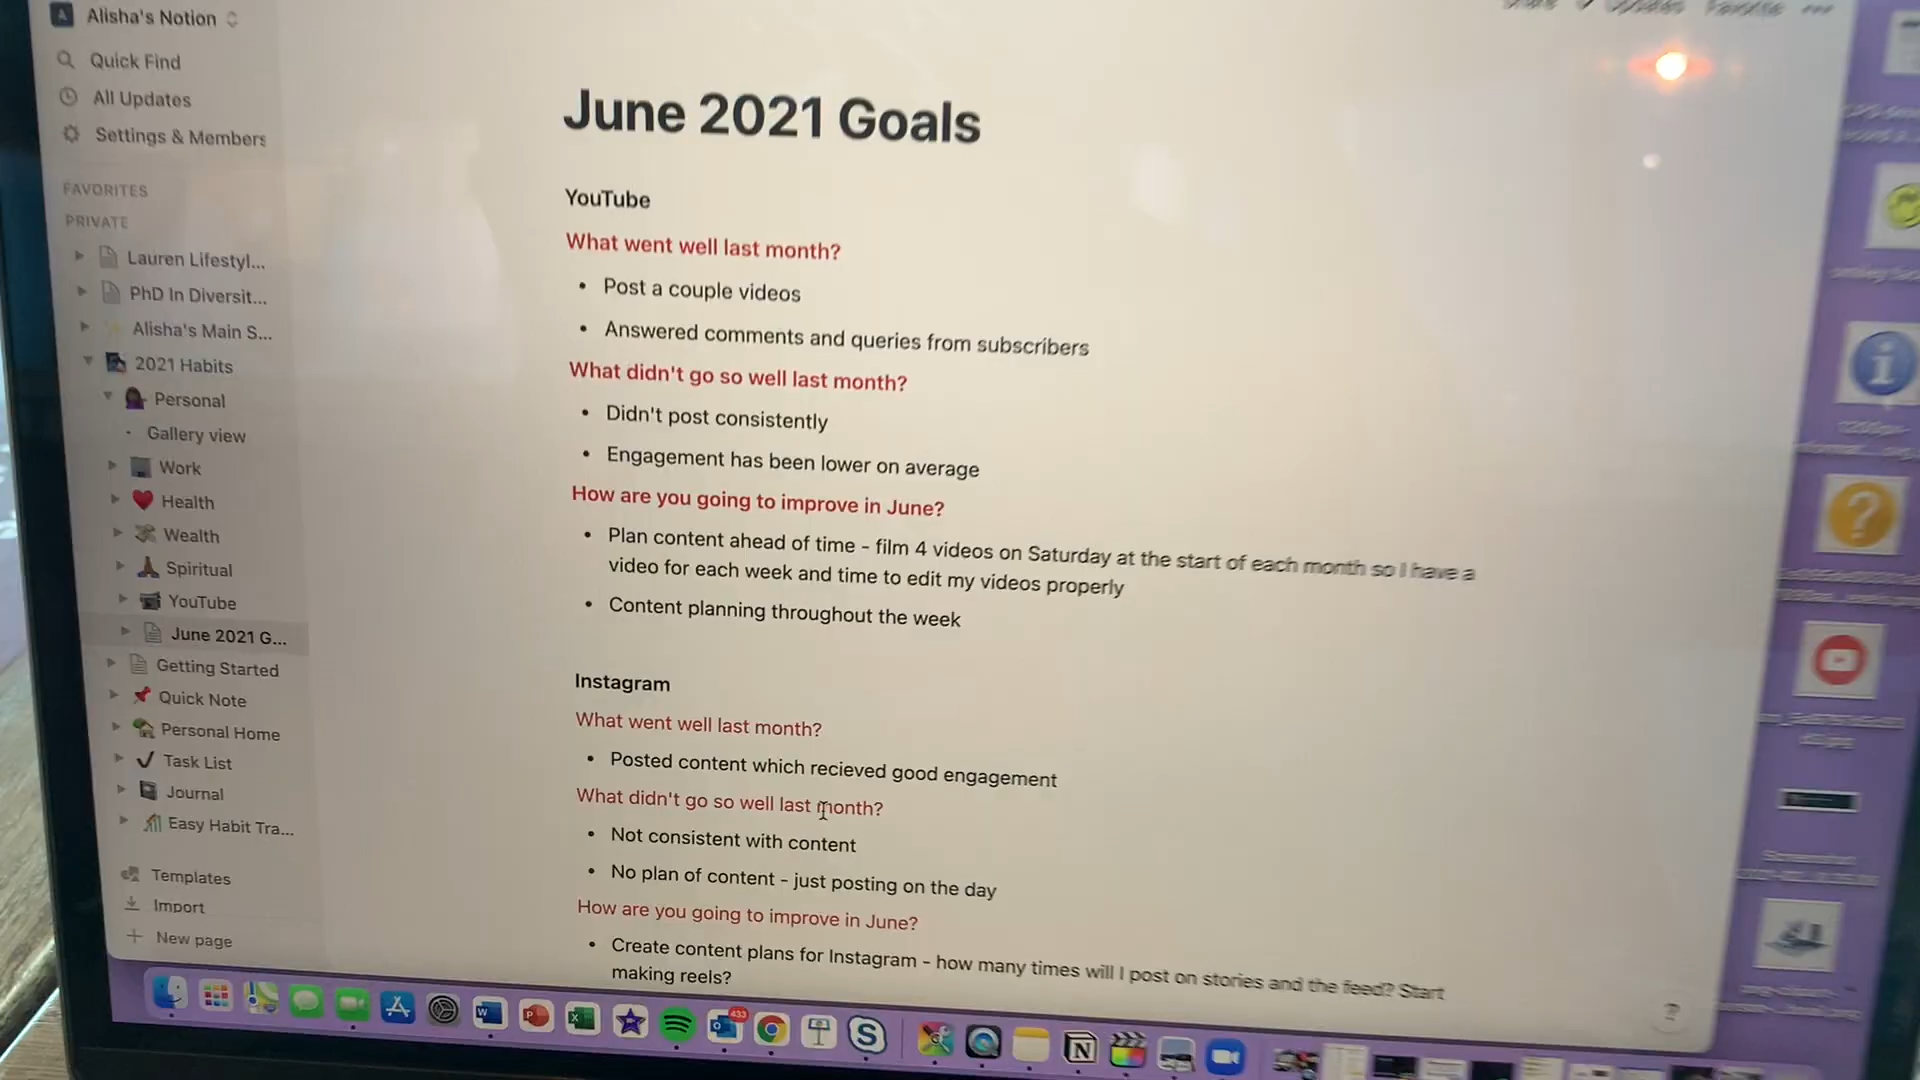 Alisha's Notion
Quick Find
All Updates
Settings & Members
FAVORITES
PRIVATE
Lauren Lifestyl...
PhD In Diversit...
Alisha's Main S...
2021 Habits
Personal
Gallery view
Work
Health
Wealth
Spiritual
YouTube
June 2021 G...
Getting Started
Quick Note
Personal Home
Task List
Journal
Easy Habit Tra...
Templates
Import
New page
Share Updates Favorite
June 2021 Goals
YouTube
What went well last month?
• Post a couple videos
• Answered comments and queries from subscribers
What didn't go so well last month?
• Didn't post consistently
• Engagement has been lower on average
How are you going to improve in June?
• Plan content ahead of time - film 4 videos on Saturday at the start of each month so I have a
video for each week and time to edit my videos properly
• Content planning throughout the week
Instagram
What went well last month?
• Posted content which recieved good engagement
What didn't go so well last month?
• Not consistent with content
• No plan of content - just posting on the day
How are you going to improve in June?
• Create content plans for Instagram - how many times will I post on stories and the feed? Start
making reels?
?
433